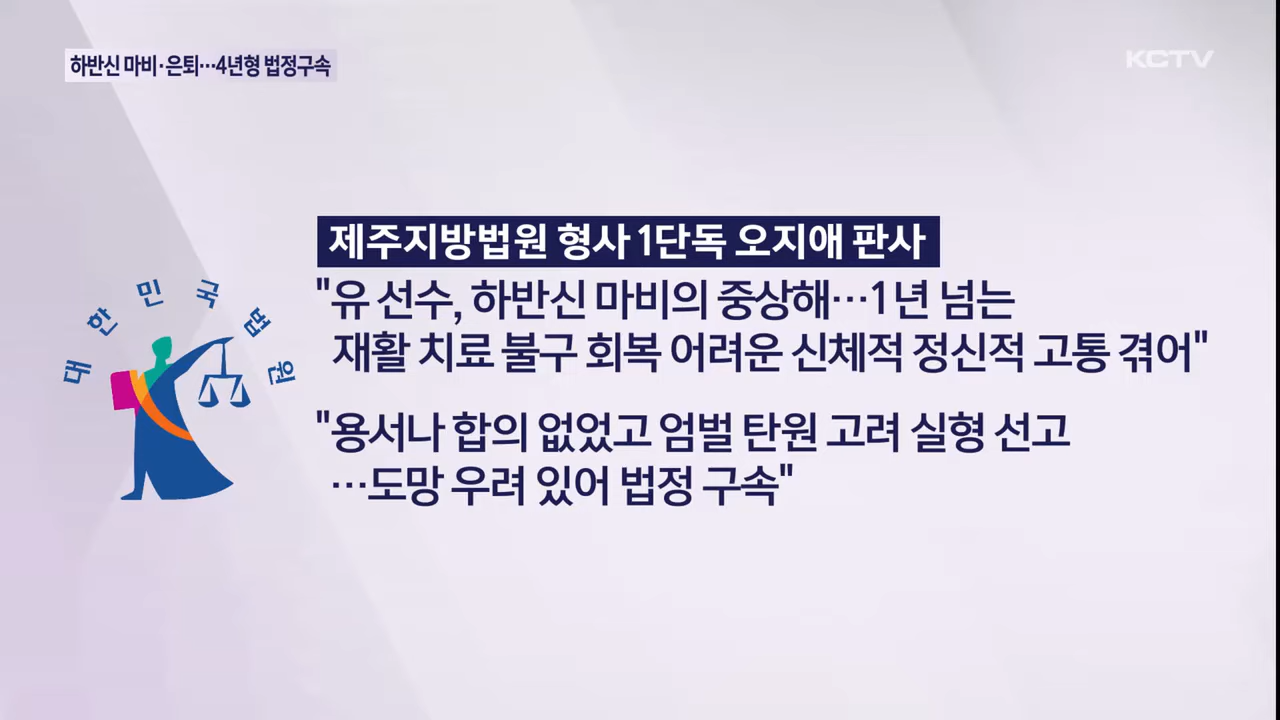 하반신 마비·은퇴…4년형 법정구속
KCTV
제주지방법원 형사 1단독 오지애 판사
"유 선수, 하반신 마비의 중상해…1년 넘는
재활 치료 불구 회복 어려운 신체적 정신적 고통 겪어"
"용서나 합의 없었고 엄벌 탄원 고려 실형 선고
…도망 우려 있어 법정 구속"
대한민국법원